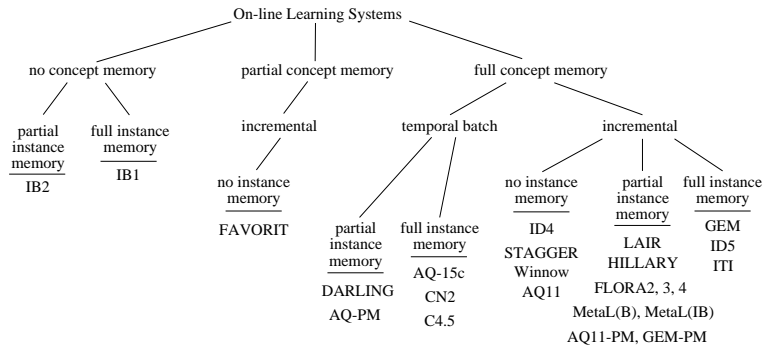 On-line Learning Systems
no concept memory
partial concept memory
full concept memory
partial
instance
memory
IB2
full instance
memory
IB1
incremental
no instance
memory
FAVORIT
temporal batch
partial
instance
memory
DARLING
AQ-PM
full instance
memory
AQ-15c
CN2
C4.5
incremental
no instance
memory
ID4
STAGGER
Winnow
AQ11
partial
instance
memory
LAIR
HILLARY
FLORA2, 3, 4
MetaL(B), MetaL(IB)
AQ11-PM, GEM-PM
full instance
memory
GEM
ID5
ITI